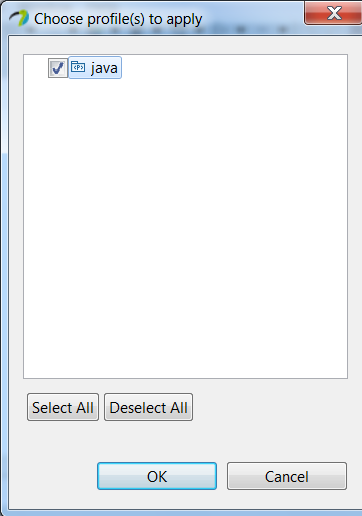 Choose profile(s) to apply
java
Select All
Deselect All
OK
Cancel